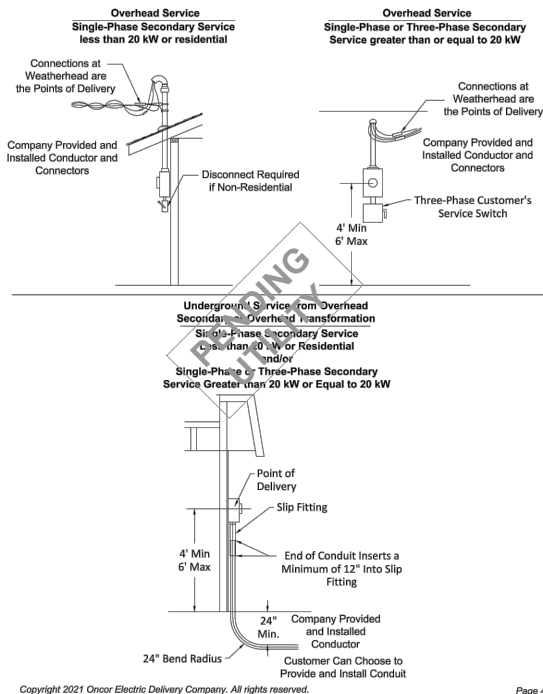 Overhead Service
Single-Phase Secondary Service
less than 20 kW or residential
Connections at
Weatherhead are
the Points of Delivery
Company Provided and
Installed Conductor and
Connectors
Disconnect Required
if Non-Residential
Overhead Service
Single-Phase or Three-Phase Secondary
Service greater than or equal to 20 kW
Connections at
Weatherhead are
the Points of Delivery
Company Provided and
Installed Conductor and
Connectors
Three-Phase Customer's
Service Switch
4' Min
6' Max
PENDING
UTILITY
Underground Service from Overhead
Secondary or Overhead Transformation
Single-Phase Secondary Service
Less than 20 kW or Residential
and/or
Single-Phase or Three-Phase Secondary
Service Greater than 20 kW or Equal to 20 kW
Point of
Delivery
Slip Fitting
4' Min
6' Max
End of Conduit Inserts a
Minimum of 12" Into Slip
Fitting
24"
Min.
Company Provided
and Installed
Conductor
24" Bend Radius
Customer Can Choose to
Provide and Install Conduit
Copyright 2021 Oncor Electric Delivery Company. All rights reserved.
Page 4